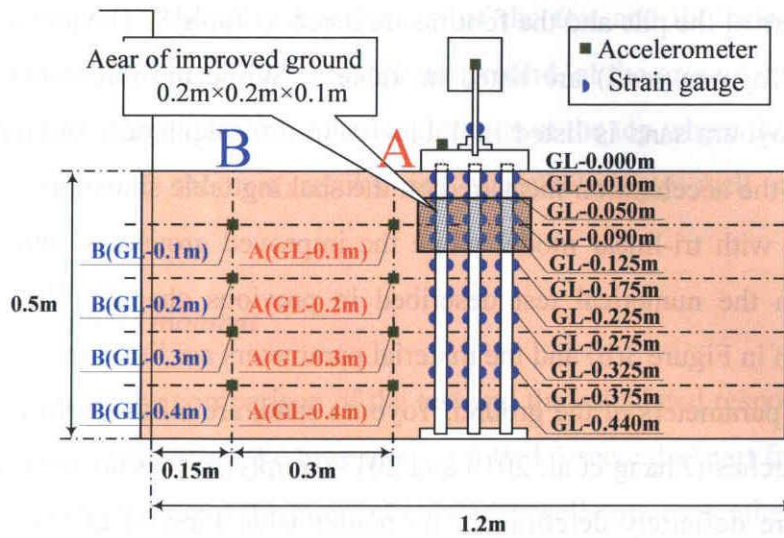 Aear of improved ground
0.2m×0.2m×0.1m
Accelerometer
Strain gauge
B
A
GL-0.000m
GL-0.010m
GL-0.050m
GL-0.090m
GL-0.125m
GL-0.175m
GL-0.225m
GL-0.275m
GL-0.325m
GL-0.375m
GL-0.440m
B(GL-0.1m)
A(GL-0.1m)
B(GL-0.2m)
A(GL-0.2m)
B(GL-0.3m)
A(GL-0.3m)
B(GL-0.4m)
A(GL-0.4m)
0.5m
0.15m
0.3m
1.2m